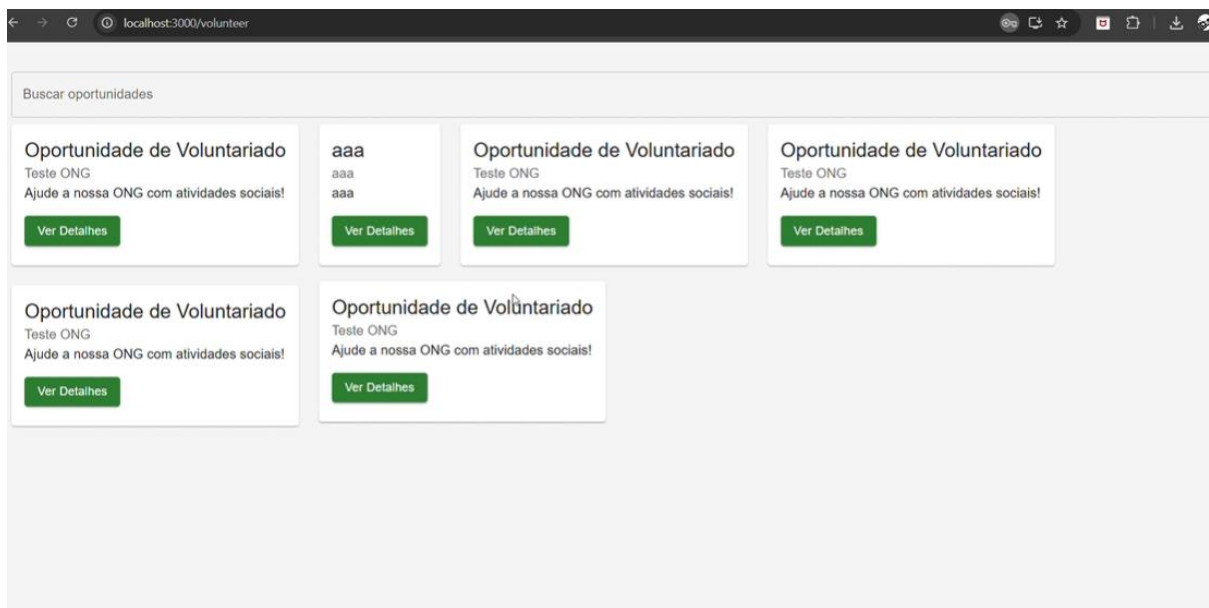 localhost:3000/volunteer
Buscar oportunidades
Oportunidade de Voluntariado
Teste ONG
Ajude a nossa ONG com atividades sociais!
Ver Detalhes
aaa
aaa
aaa
Ver Detalhes
Oportunidade de Voluntariado
Teste ONG
Ajude a nossa ONG com atividades sociais!
Ver Detalhes
Oportunidade de Voluntariado
Teste ONG
Ajude a nossa ONG com atividades sociais!
Ver Detalhes
Oportunidade de Voluntariado
Teste ONG
Ajude a nossa ONG com atividades sociais!
Ver Detalhes
Oportunidade de Voluntariado
Teste ONG
Ajude a nossa ONG com atividades sociais!
Ver Detalhes